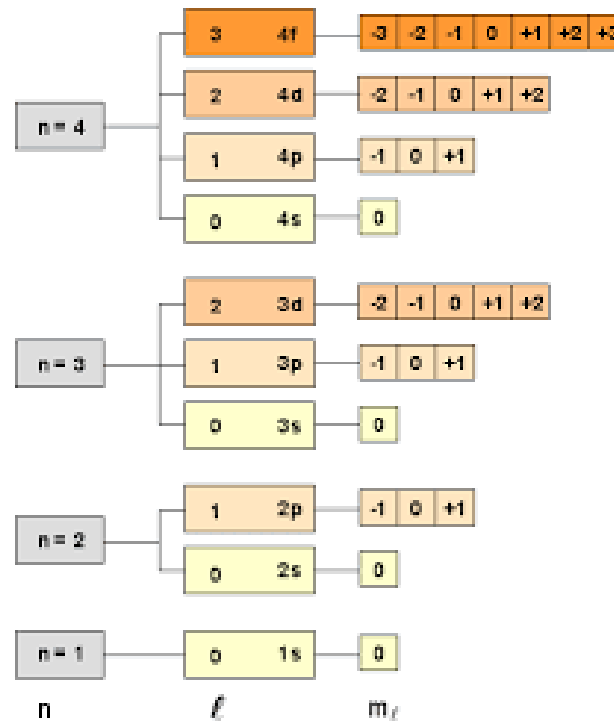 3 4f -3 -2 -1 0 +1 +2 +3
2 4d -2 -1 0 +1 +2
n = 4
1 4p -1 0 +1
0 4s 0
2 3d -2 -1 0 +1 +2
n = 3 1 3p -1 0 +1
0 3s 0
1 2p -1 0 +1
n = 2
0 2s 0
n = 1 0 1s 0
n ℓ mℓ